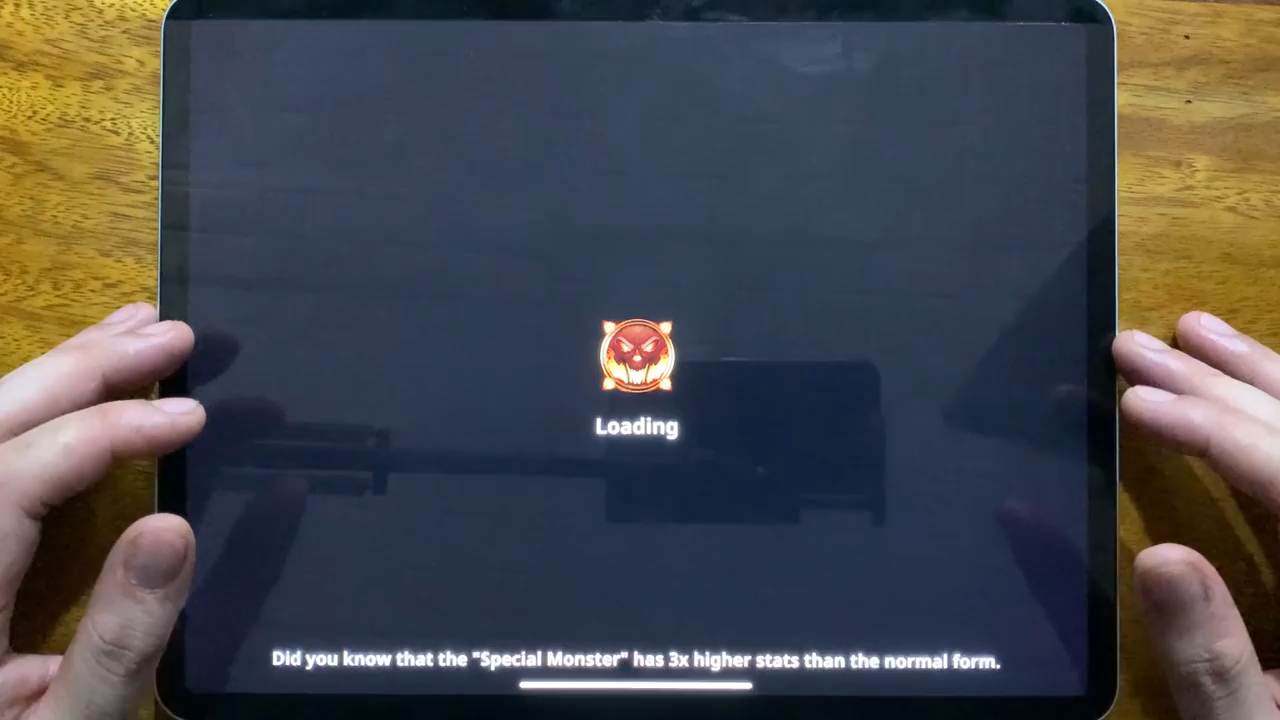 Loading
Did you know that the "Special Monster" has 3x higher stats than the normal form.